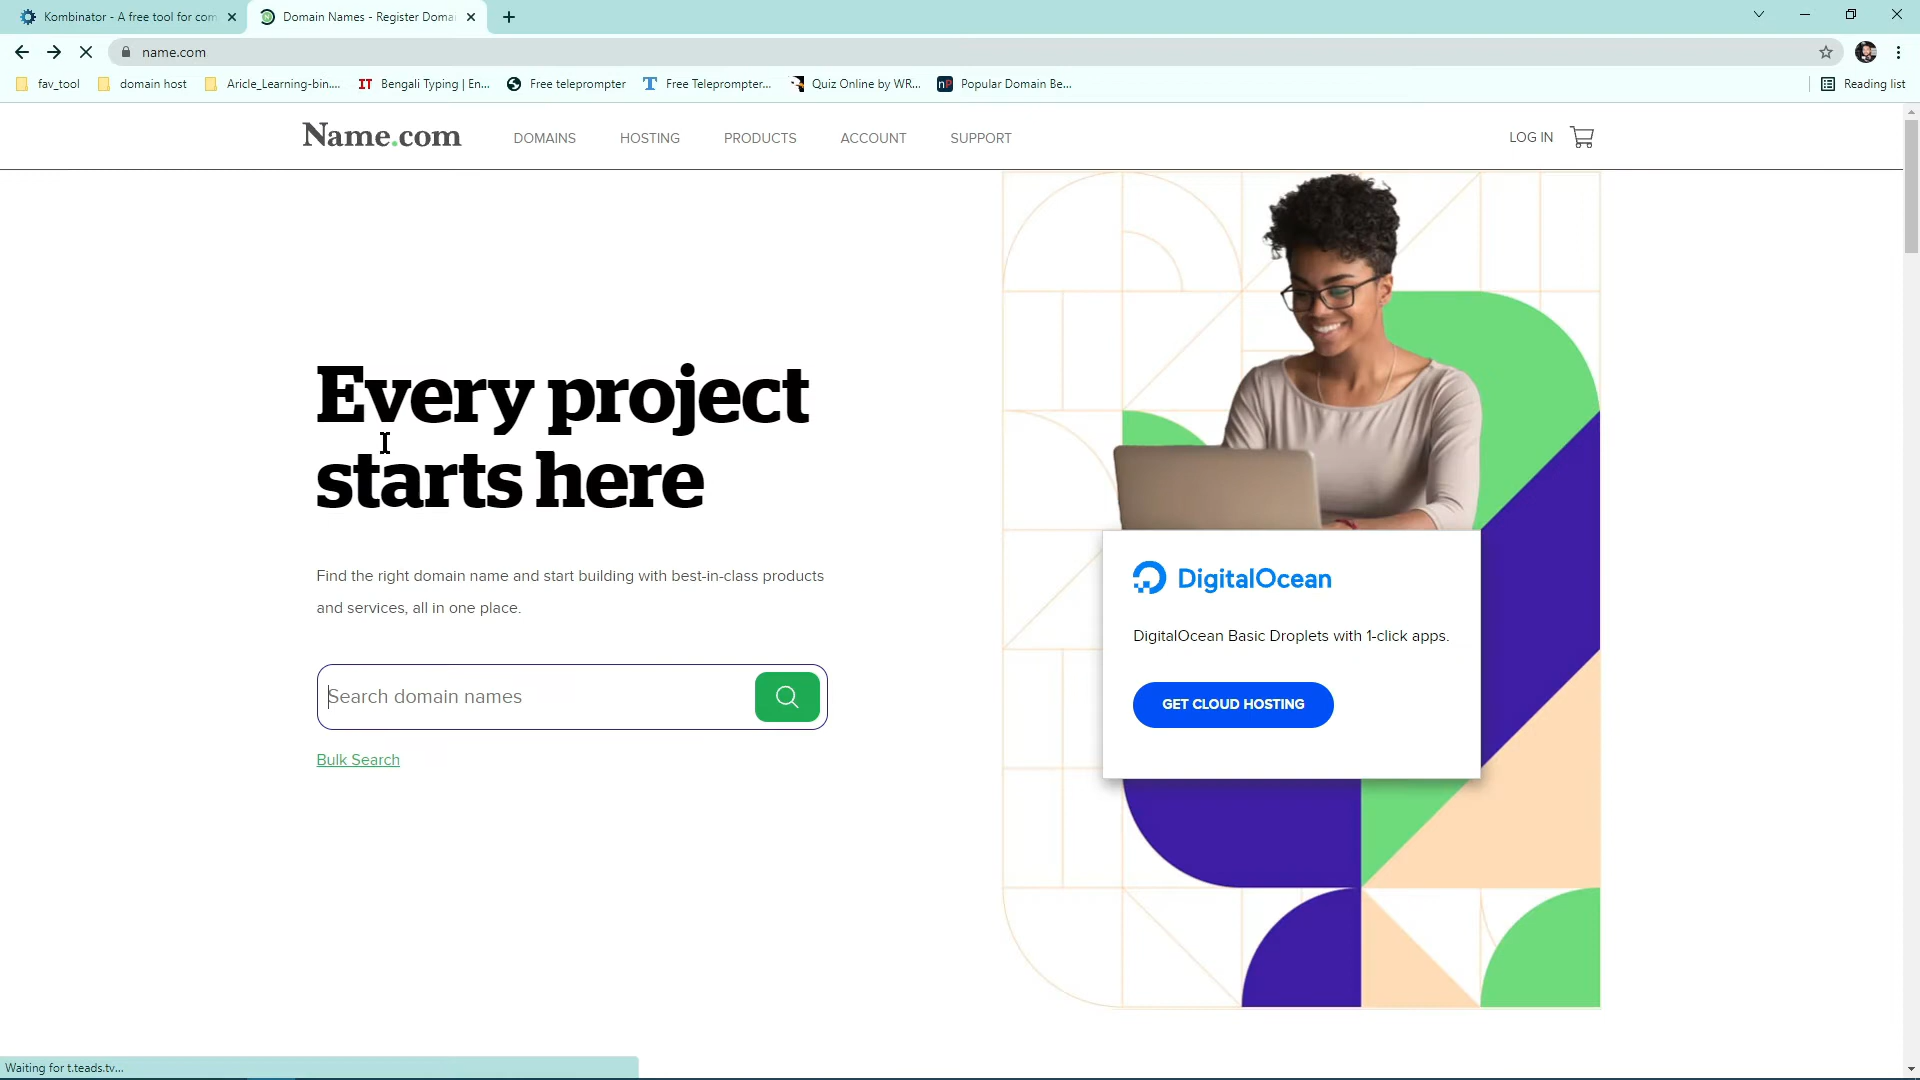 Kombinator - A free tool for com
Domain Names - Register Doma
name.com
fav_tool
domain host
Aricle_Learning-bin....
IT Bengali Typing | En...
Free teleprompter
T Free Teleprompter...
Quiz Online by WR...
nP Popular Domain Be...
Reading list
Name.com
DOMAINS
HOSTING
PRODUCTS
ACCOUNT
SUPPORT
LOG IN
Every project
starts here
Find the right domain name and start building with best-in-class products
and services, all in one place.
Search domain names
Bulk Search
DigitalOcean
DigitalOcean Basic Droplets with 1-click apps.
GET CLOUD HOSTING
Waiting for t.teads.tv...